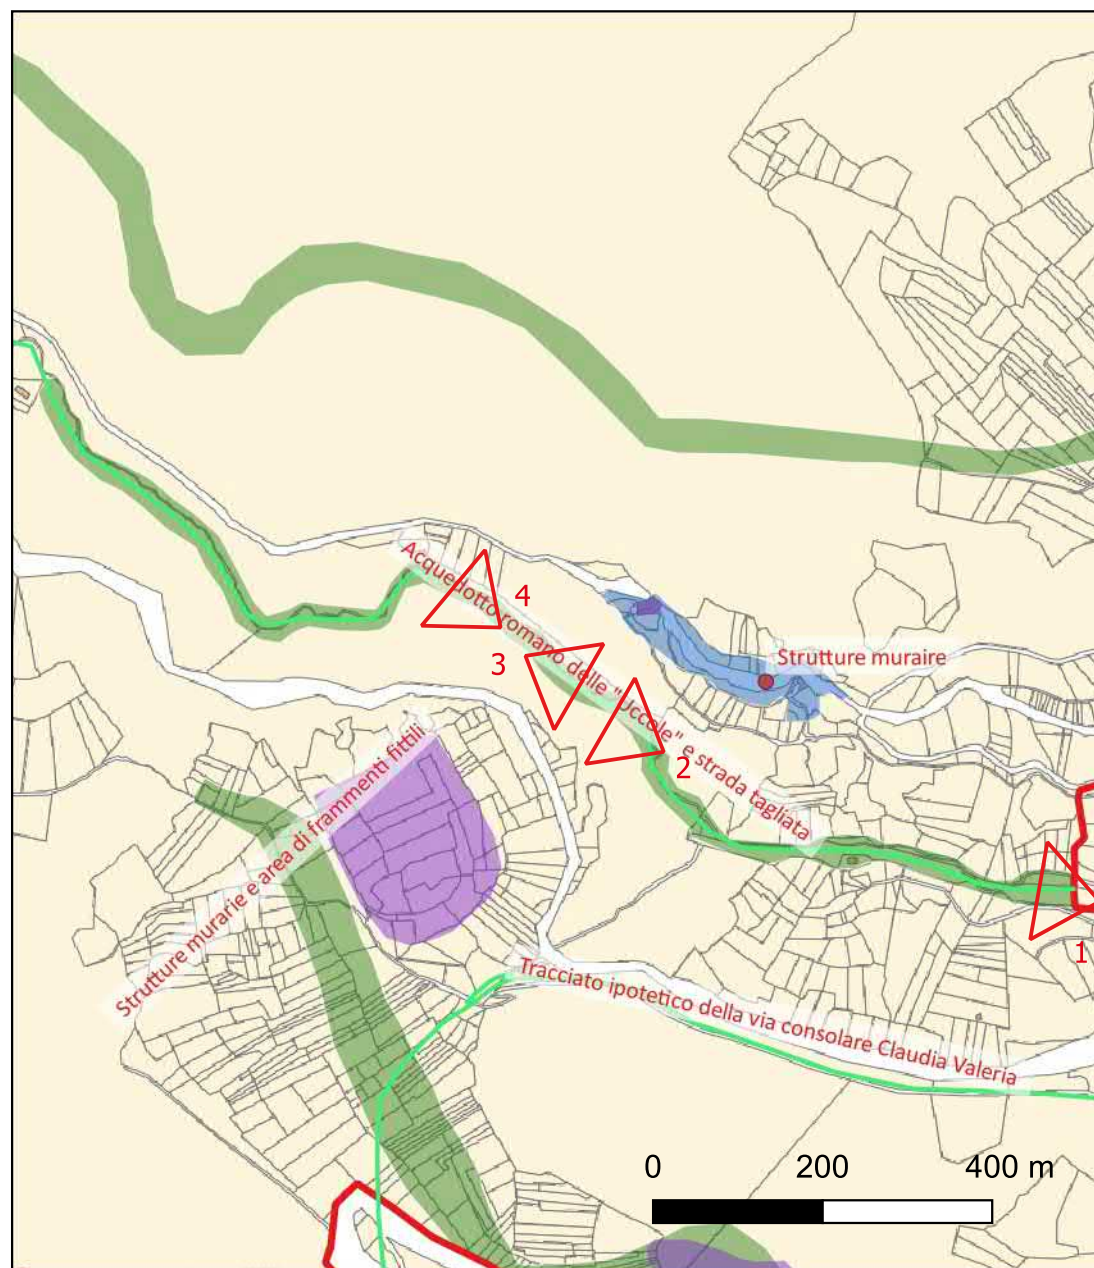 Acquedotto romano delle "Uccole" e strada tagliata
4
3
Strutture muraire
2
Strutture murarie e area di frammenti fittili
1
Tracciato ipotetico della via consolare Claudia Valeria
0 200 400 m